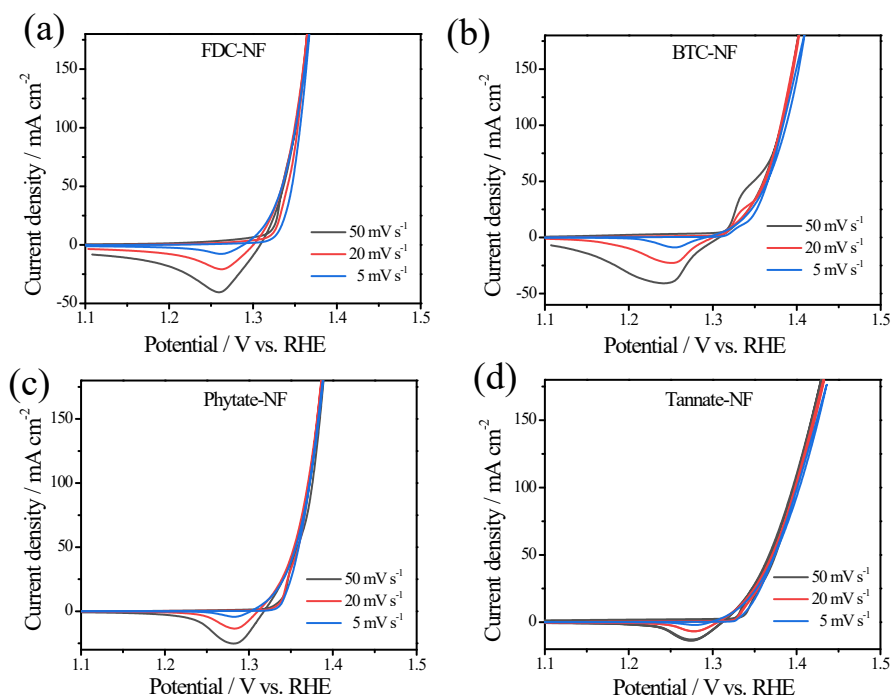 (a)
FDC-NF
150
100
50
0
-50
1.1
1.2
1.3
1.4
1.5
50 mV s⁻¹
20 mV s⁻¹
5 mV s⁻¹
Current density / mA cm⁻²
Potential / V vs. RHE
(b)
BTC-NF
150
100
50
0
-50
1.1
1.2
1.3
1.4
1.5
50 mV s⁻¹
20 mV s⁻¹
5 mV s⁻¹
Current density / mA cm⁻²
Potential / V vs. RHE
(c)
Phytate-NF
150
100
50
0
1.1
1.2
1.3
1.4
1.5
50 mV s⁻¹
20 mV s⁻¹
5 mV s⁻¹
Current density / mA cm⁻²
Potential / V vs. RHE
(d)
Tannate-NF
150
100
50
0
1.1
1.2
1.3
1.4
1.5
50 mV s⁻¹
20 mV s⁻¹
5 mV s⁻¹
Current density / mA cm⁻²
Potential / V vs. RHE